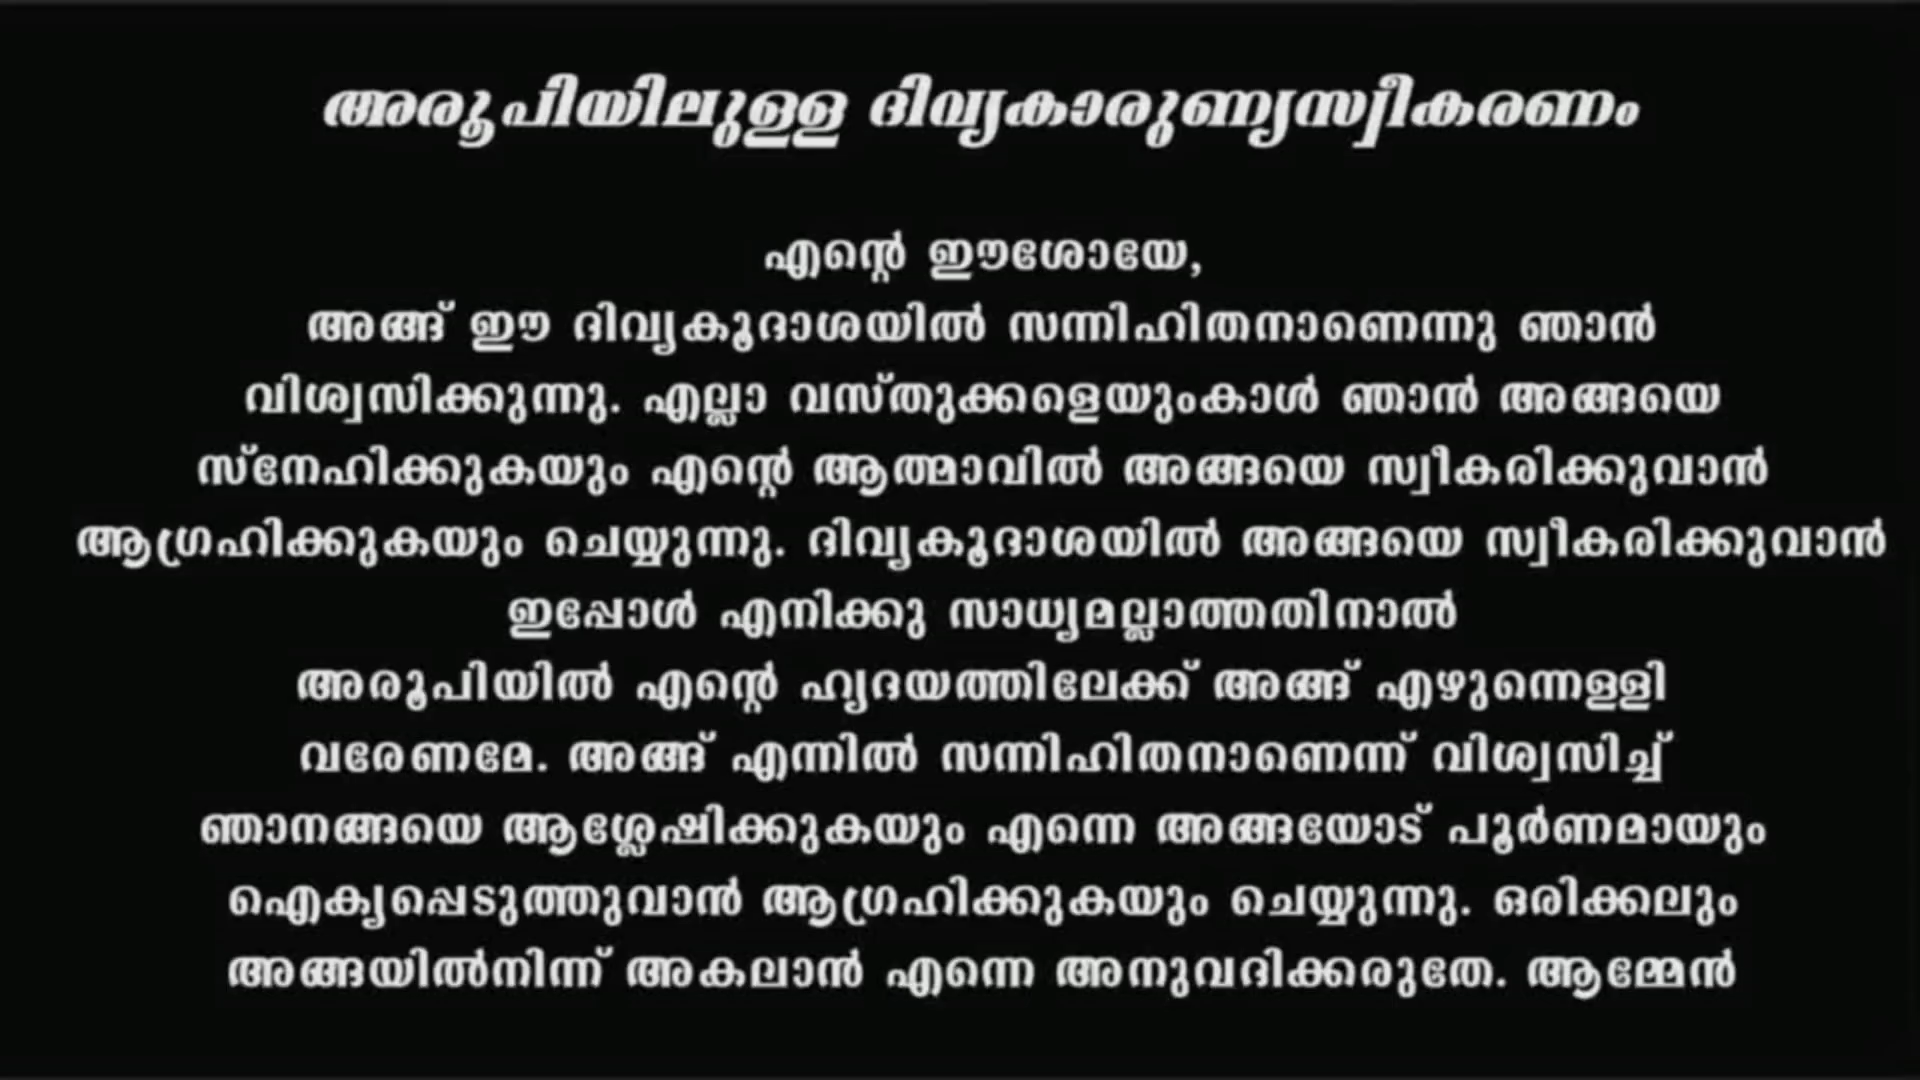 അരൂപിയിലുള്ള ദിവ്യകാരുണ്യസ്വീകരണം
എന്റെ ഈശോയേ,
അങ്ങ് ഈ ദിവ്യകൂദാശയിൽ സന്നിഹിതനാണെന്നു ഞാൻ
വിശ്വസിക്കുന്നു. എല്ലാ വസ്തുക്കളെയുംകാൾ ഞാൻ അങ്ങയെ
സ്നേഹിക്കുകയും എന്റെ ആത്മാവിൽ അങ്ങയെ സ്വീകരിക്കുവാൻ
ആഗ്രഹിക്കുകയും ചെയ്യുന്നു. ദിവ്യകൂദാശയിൽ അങ്ങയെ സ്വീകരിക്കുവാൻ
ഇപ്പോൾ എനിക്കു സാധ്യമല്ലാത്തതിനാൽ
അരൂപിയിൽ എന്റെ ഹൃദയത്തിലേക്ക് അങ്ങ് എഴുന്നെള്ളി
വരേണമേ. അങ്ങ് എന്നിൽ സന്നിഹിതനാണെന്ന് വിശ്വസിച്ച്
ഞാനങ്ങയെ ആശ്ലേഷിക്കുകയും എന്നെ അങ്ങയോട് പൂർണമായും
ഐക്യപ്പെടുത്തുവാൻ ആഗ്രഹിക്കുകയും ചെയ്യുന്നു. ഒരിക്കലും
അങ്ങയിൽനിന്ന് അകലാൻ എന്നെ അനുവദിക്കരുതേ. ആമ്മേൻ